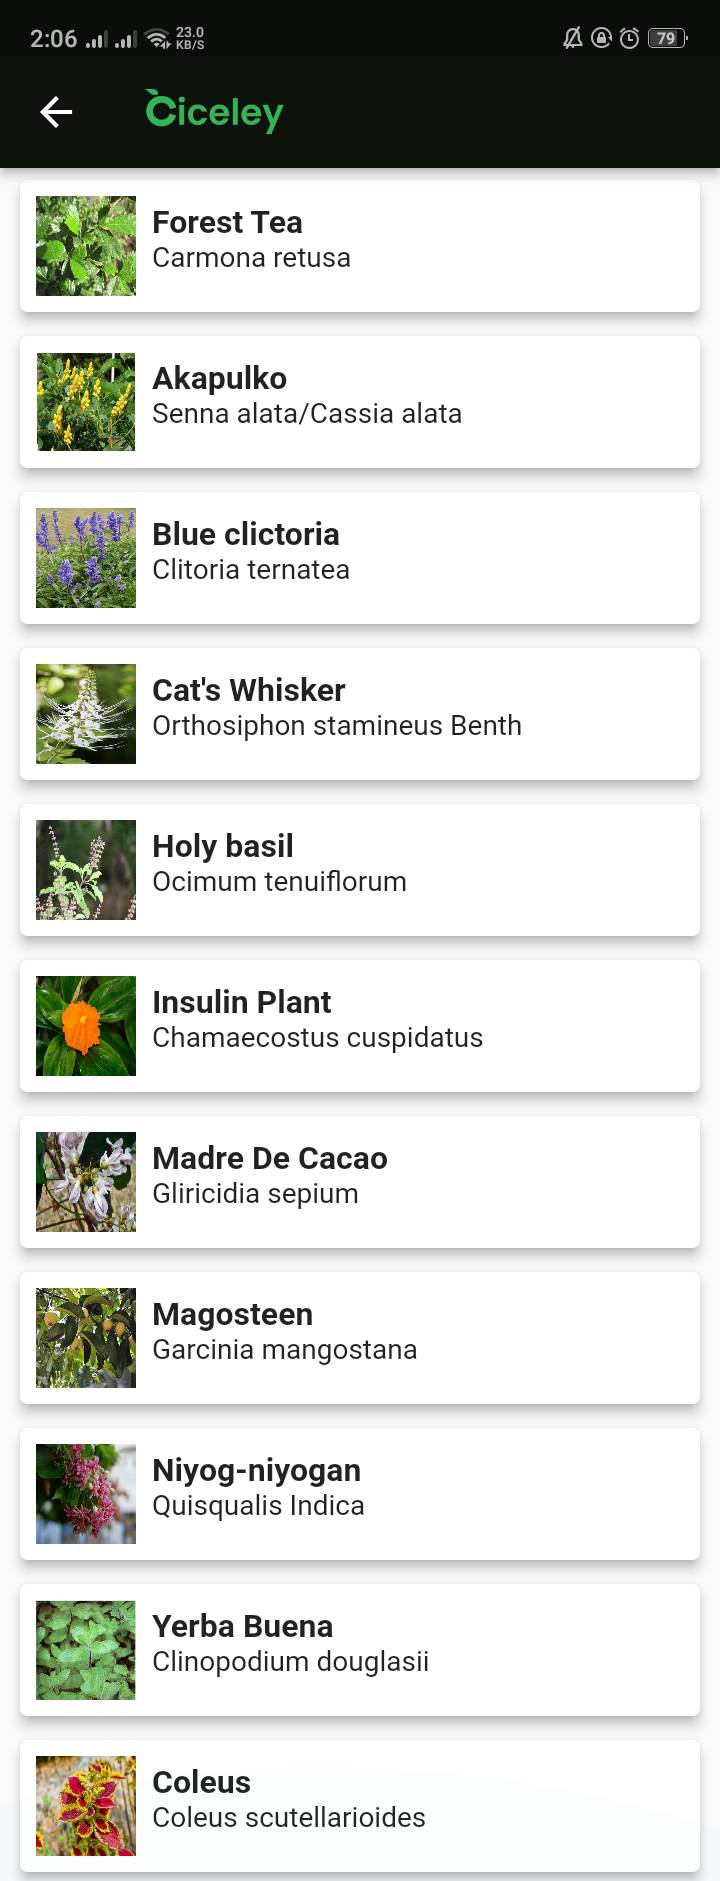 2:06 23.0 KB/S 79
Ciceley
Forest Tea
Carmona retusa
Akapulko
Senna alata/Cassia alata
Blue clictoria
Clitoria ternatea
Cat's Whisker
Orthosiphon stamineus Benth
Holy basil
Ocimum tenuiflorum
Insulin Plant
Chamaecostus cuspidatus
Madre De Cacao
Gliricidia sepium
Magosteen
Garcinia mangostana
Niyog-niyogan
Quisqualis Indica
Yerba Buena
Clinopodium douglasii
Coleus
Coleus scutellarioides